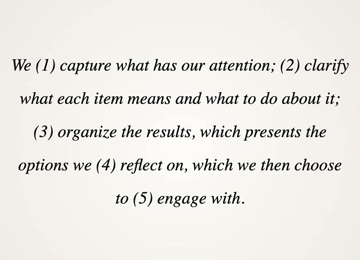 We (1) capture what has our attention; (2) clarify
what each item means and what to do about it;
(3) organize the results, which presents the
options we (4) reflect on, which we then choose
to (5) engage with.